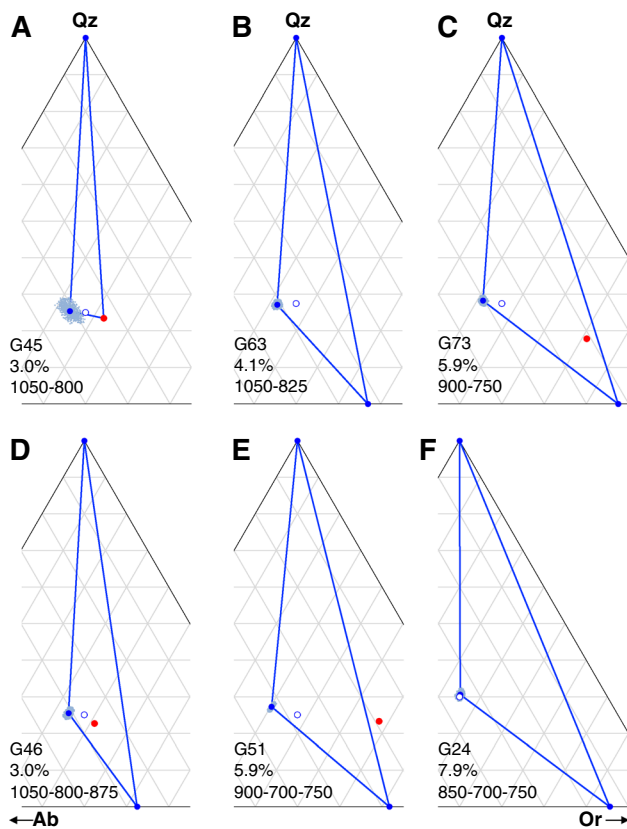 A
Qz
G45
3.0%
1050-800
B
Qz
G63
4.1%
1050-825
C
Qz
G73
5.9%
900-750
D
G46
3.0%
1050-800-875
←Ab
E
G51
5.9%
900-700-750
F
G24
7.9%
850-700-750
Or→